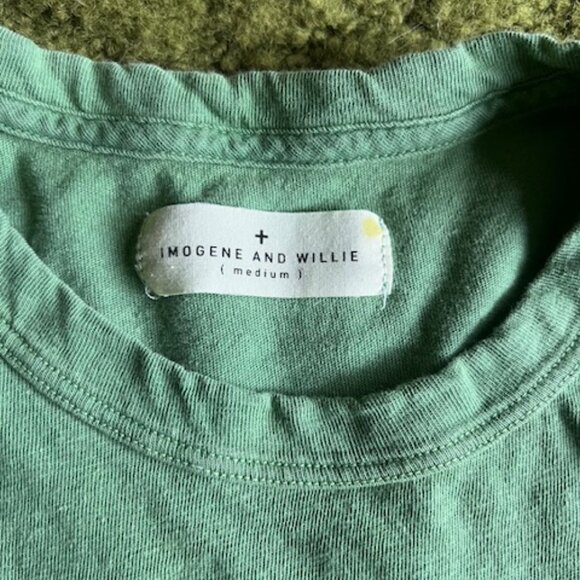 +
IMOGENE AND WILLIE
( medium )